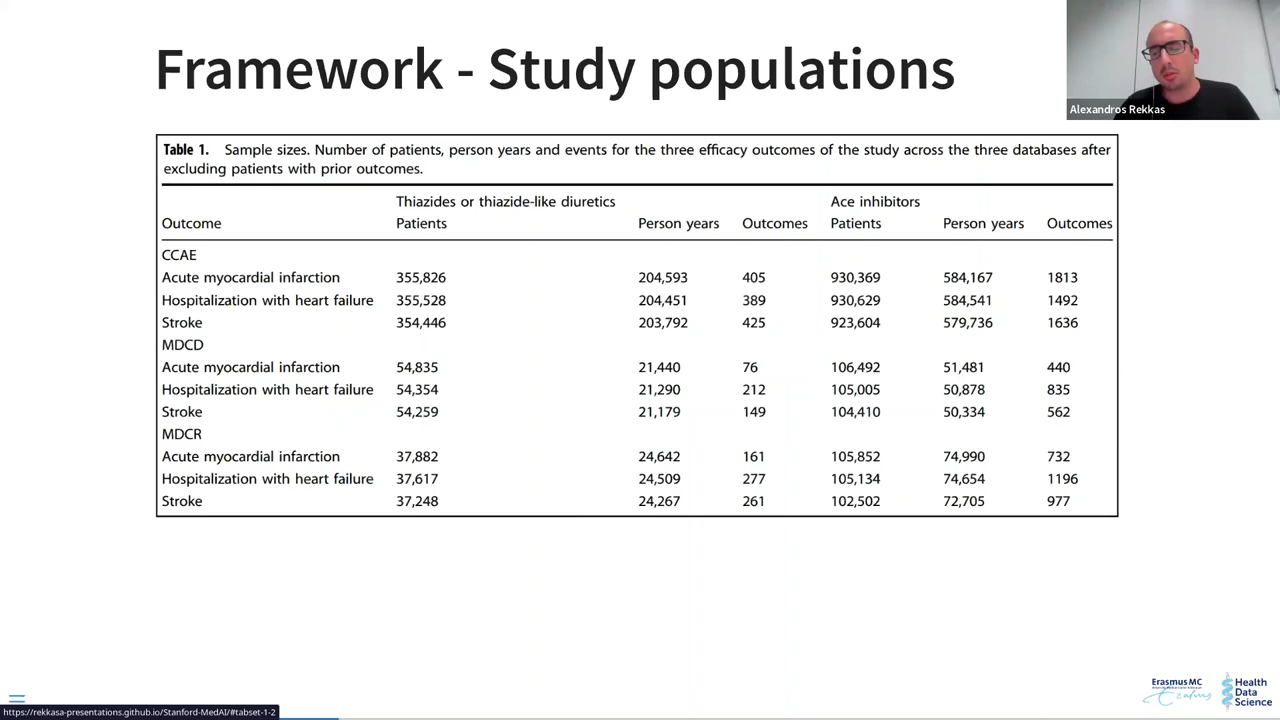 Framework - Study populations
Alexandros Rekkas
Table 1. Sample sizes. Number of patients, person years and events for the three efficacy outcomes of the study across the three databases after
excluding patients with prior outcomes.
Thiazides or thiazide-like diuretics Ace inhibitors
Outcome Patients Person years Outcomes Patients Person years Outcomes
CCAE
Acute myocardial infarction 355,826 204,593 405 930,369 584,167 1813
Hospitalization with heart failure 355,528 204,451 389 930,629 584,541 1492
Stroke 354,446 203,792 425 923,604 579,736 1636
MDCD
Acute myocardial infarction 54,835 21,440 76 106,492 51,481 440
Hospitalization with heart failure 54,354 21,290 212 105,005 50,878 835
Stroke 54,259 21,179 149 104,410 50,334 562
MDCR
Acute myocardial infarction 37,882 24,642 161 105,852 74,990 732
Hospitalization with heart failure 37,617 24,509 277 105,134 74,654 1196
Stroke 37,248 24,267 261 102,502 72,705 977
Erasmus MC
Erasmus
Health
Data
Science
https://rekkasa-presentations.github.io/Stanford-MedAI/#tabset-1-2